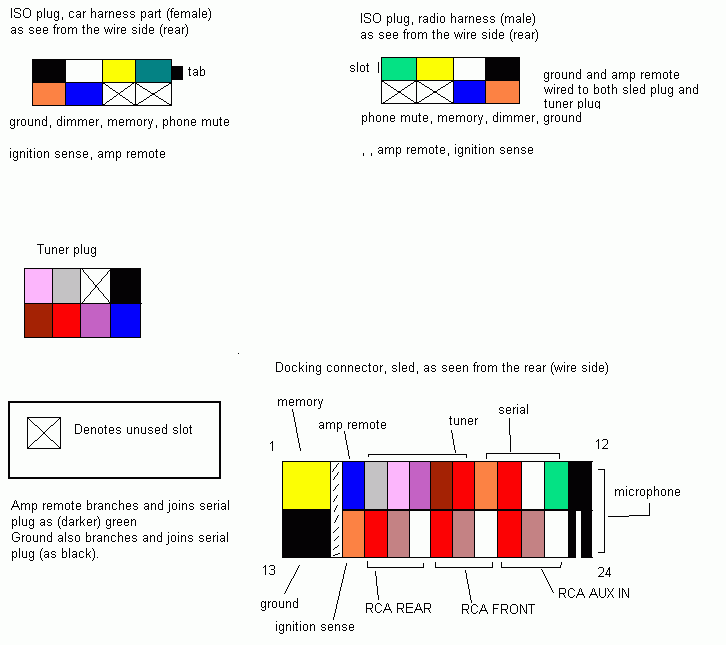 ISO plug, car harness part (female)
as see from the wire side (rear)
tab
ground, dimmer, memory, phone mute
ignition sense, amp remote
ISO plug, radio harness (male)
as see from the wire side (rear)
slot
ground and amp remote
wired to both sled plug and
tuner plug
phone mute, memory, dimmer, ground
, , amp remote, ignition sense
Tuner plug
Denotes unused slot
Amp remote branches and joins serial
plug as (darker) green
Ground also branches and joins serial
plug (as black).
Docking connector, sled, as seen from the rear (wire side)
memory
amp remote
tuner
serial
1
12
microphone
13
24
ground
ignition sense
RCA REAR
RCA FRONT
RCA AUX IN